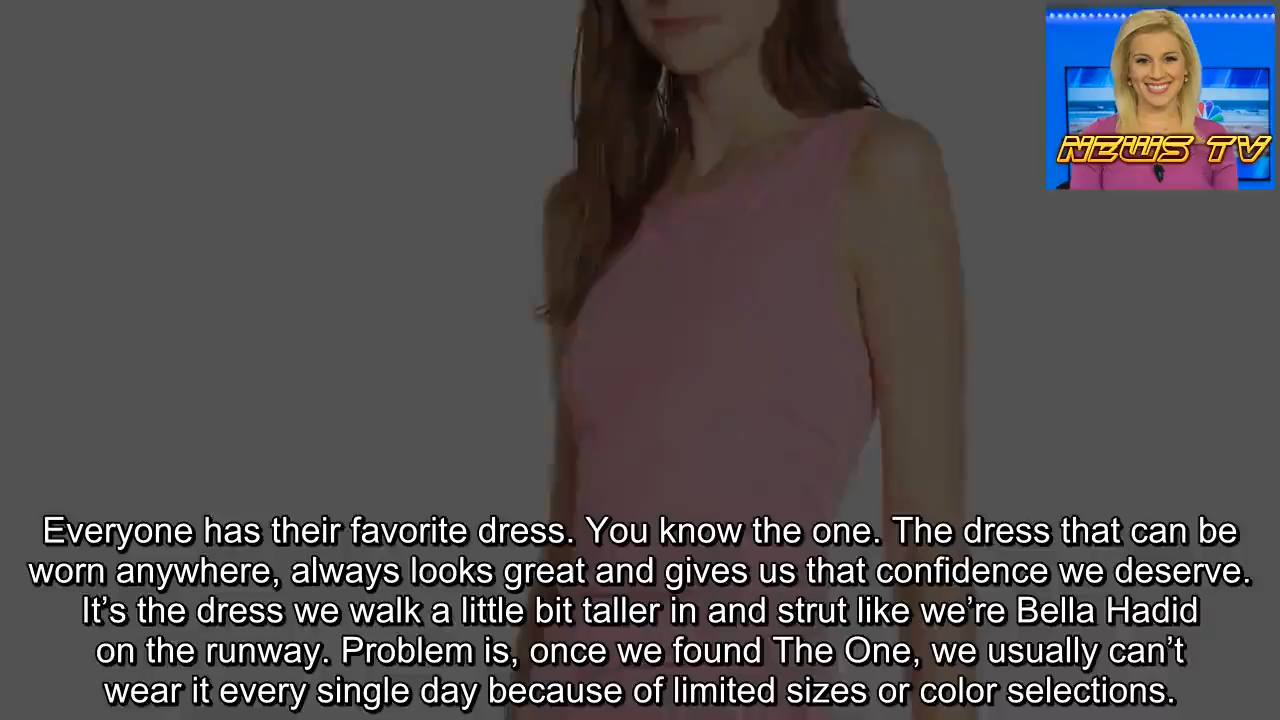 NEWS TV
Everyone has their favorite dress. You know the one. The dress that can be
worn anywhere, always looks great and gives us that confidence we deserve.
It’s the dress we walk a little bit taller in and strut like we’re Bella Hadid
on the runway. Problem is, once we found The One, we usually can’t
wear it every single day because of limited sizes or color selections.